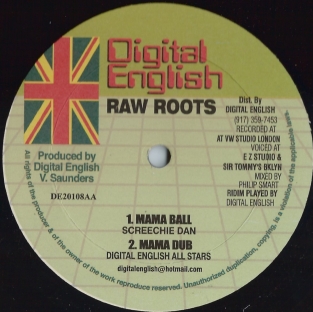 Digital
English
RAW ROOTS
Dist. By
DIGITAL ENGLISH
(917) 359-7453
RECORDED AT
AT VW STUDIO LONDON
VOICED AT
E Z STUDIO &
SIR TOMMY'S BKLYN
MIXED BY
PHILIP SMART
RIDIM PLAYED BY
DIGITAL ENGLISH
Produced by
Digital English
V. Saunders
DE20108AA
1. MAMA BALL
SCREECHIE DAN
2. MAMA DUB
DIGITAL ENGLISH ALL STARS
digitalenglish@hotmail.com
All rights of the producer & of the owner of the work reproduce reserved. Unauthorized duplication, copying, is a violation of the applicable law.